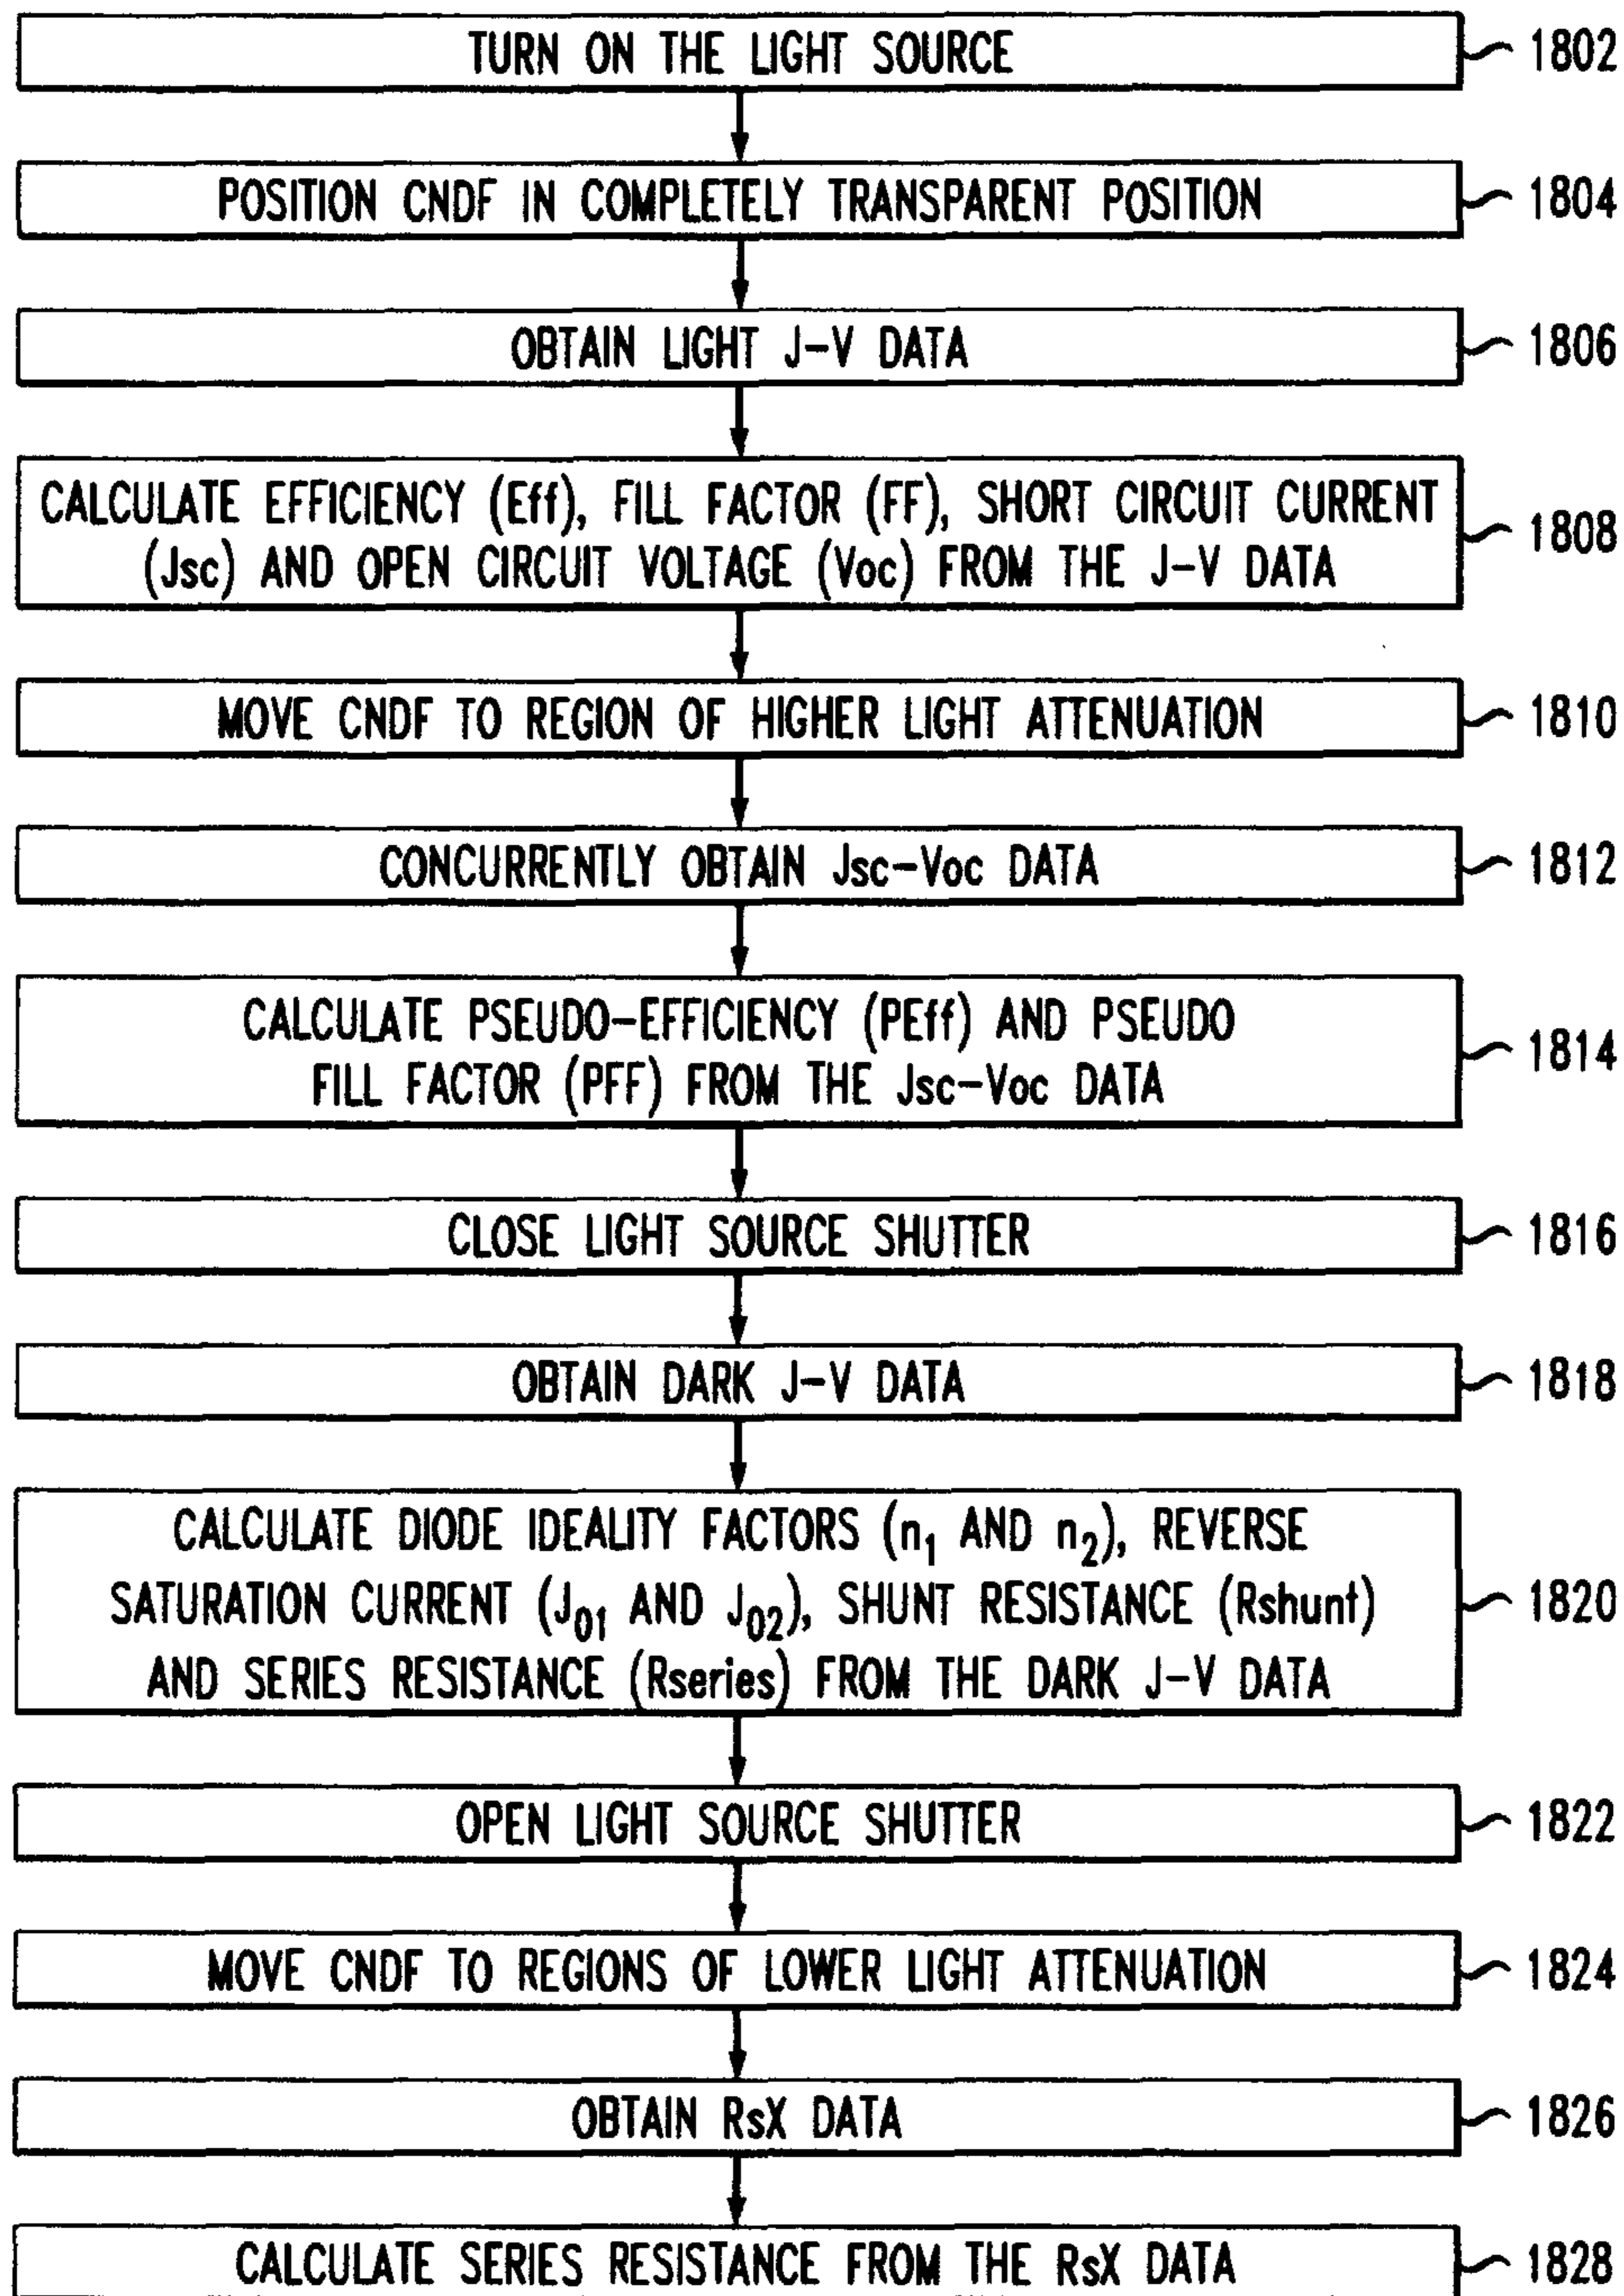 TURN ON THE LIGHT SOURCE 1802
POSITION CNDF IN COMPLETELY TRANSPARENT POSITION 1804
OBTAIN LIGHT J-V DATA 1806
CALCULATE EFFICIENCY (Eff), FILL FACTOR (FF), SHORT CIRCUIT CURRENT
(Jsc) AND OPEN CIRCUIT VOLTAGE (Voc) FROM THE J-V DATA
1808
MOVE CNDF TO REGION OF HIGHER LIGHT ATTENUATION 1810
CONCURRENTLY OBTAIN Jsc-Voc DATA 1812
CALCULATE PSEUDO-EFFICIENCY (PEff) AND PSEUDO
FILL FACTOR (PFF) FROM THE Jsc-Voc DATA
1814
CLOSE LIGHT SOURCE SHUTTER 1816
OBTAIN DARK J-V DATA 1818
CALCULATE DIODE IDEALITY FACTORS (n₁ AND n₂), REVERSE
SATURATION CURRENT (J₀₁ AND J₀₂), SHUNT RESISTANCE (Rshunt)
AND SERIES RESISTANCE (Rseries) FROM THE DARK J-V DATA
1820
OPEN LIGHT SOURCE SHUTTER 1822
MOVE CNDF TO REGIONS OF LOWER LIGHT ATTENUATION 1824
OBTAIN RsX DATA 1826
CALCULATE SERIES RESISTANCE FROM THE RsX DATA 1828